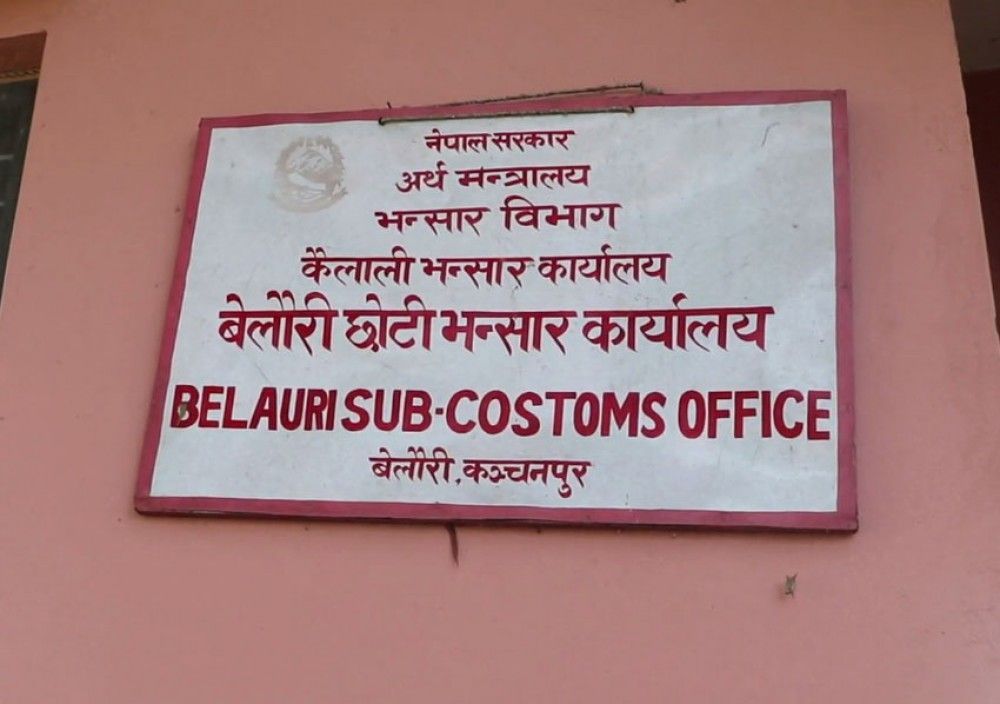 नेपाल सरकार
अर्थ मन्त्रालय
भन्सार विभाग
कैलाली भन्सार कार्यालय
बेलौरी छोटी भन्सार कार्यालय
BELAURI SUB-COSTOMS OFFICE
बेलौरी, कञ्चनपुर